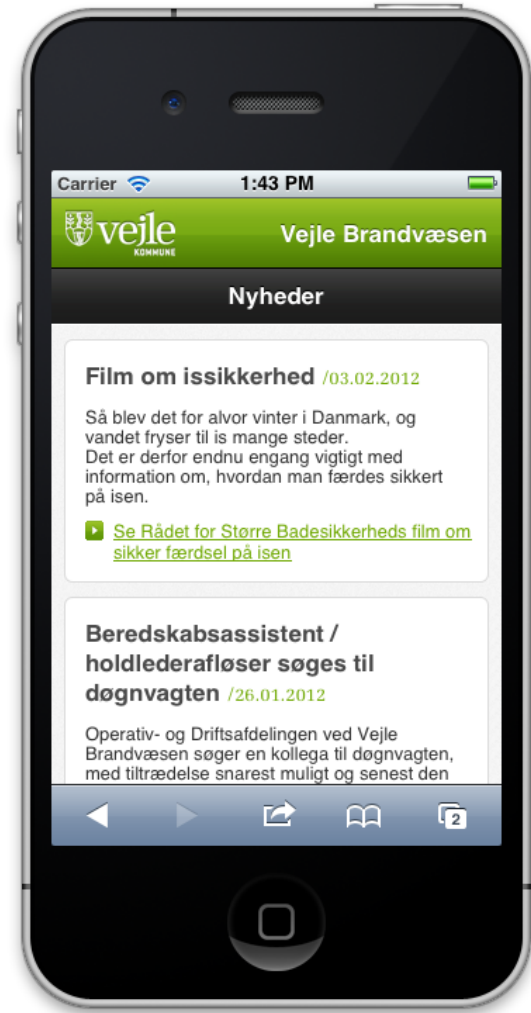 Carrier 1:43 PM
vejle Vejle Brandvæsen
KOMMUNE
Nyheder
Film om issikkerhed /03.02.2012
Så blev det for alvor vinter i Danmark, og
vandet fryser til is mange steder.
Det er derfor endnu engang vigtigt med
information om, hvordan man færdes sikkert
på isen.
Se Rådet for Større Badesikkerheds film om
sikker færdsel på isen
Beredskabsassistent /
holdlederafløser søges til
døgnvagten /26.01.2012
Operativ- og Driftsafdelingen ved Vejle
Brandvæsen søger en kollega til døgnvagten,
med tiltrædelse snarest muligt og senest den
2